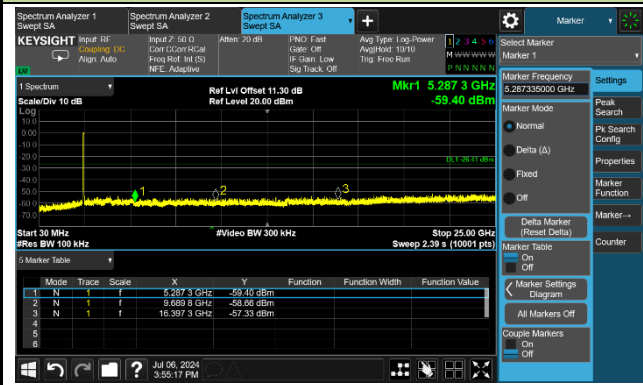 Spectrum Analyzer 1
Swept SA
Spectrum Analyzer 2
Swept SA
Spectrum Analyzer 3
Swept SA
Marker
KEYSIGHT
Input: RF
Coupling: DC
Align: Auto
Input Z: 50 Ω
Corr CCorr RCal
Freq Ref: Int (S)
NFE: Adaptive
Atten: 20 dB
PNO: Fast
Gate: Off
IF Gain: Low
Sig Track: Off
Avg Type: Log-Power
Avg|Hold: 10/10
Trig: Free Run
1 2 3 4 5 6
M W W W W W
P N N N N N
LV
Select Marker
Marker 1
1 Spectrum
Scale/Div 10 dB
Ref Lvl Offset 11.30 dB
Ref Level 20.00 dBm
Mkr1 5.287 3 GHz
-59.40 dBm
Log
10.0
0.00
-10.0
-20.0
-30.0
-40.0
-50.0
-60.0
-70.0
DL1 -26.41 dBm
1
2
3
Start 30 MHz
#Res BW 100 kHz
#Video BW 300 kHz
Stop 25.00 GHz
Sweep 2.39 s (10001 pts)
5 Marker Table
Mode Trace Scale X Y Function Function Width Function Value
1 N 1 f 5.287 3 GHz -59.40 dBm
2 N 1 f 9.689 8 GHz -58.66 dBm
3 N 1 f 16.397 3 GHz -57.33 dBm
4
5
6
Jul 06, 2024
3:55:17 PM
Marker Frequency
5.287335000 GHz
Marker Mode
Normal
Delta (Δ)
Fixed
Off
Delta Marker
(Reset Delta)
Marker Table
On
Off
Marker Settings
Diagram
All Markers Off
Couple Markers
On
Off
Settings
Peak
Search
Pk Search
Config
Properties
Marker
Function
Marker→
Counter